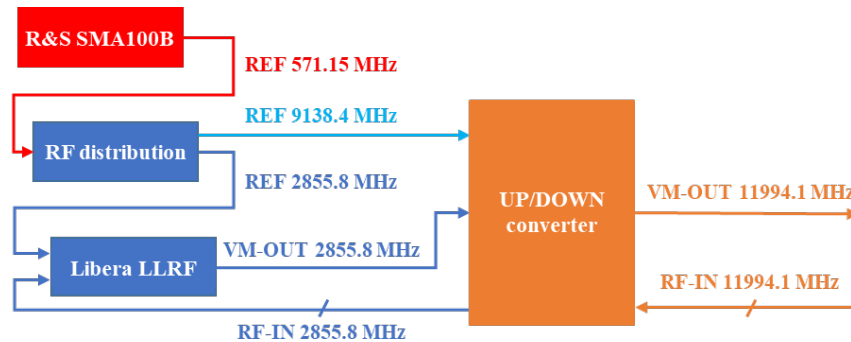 R&S SMA100B
REF 571.15 MHz
REF 9138.4 MHz
RF distribution
REF 2855.8 MHz
UP/DOWN
converter
VM-OUT 11994.1 MHz
VM-OUT 2855.8 MHz
Libera LLRF
RF-IN 11994.1 MHz
RF-IN 2855.8 MHz